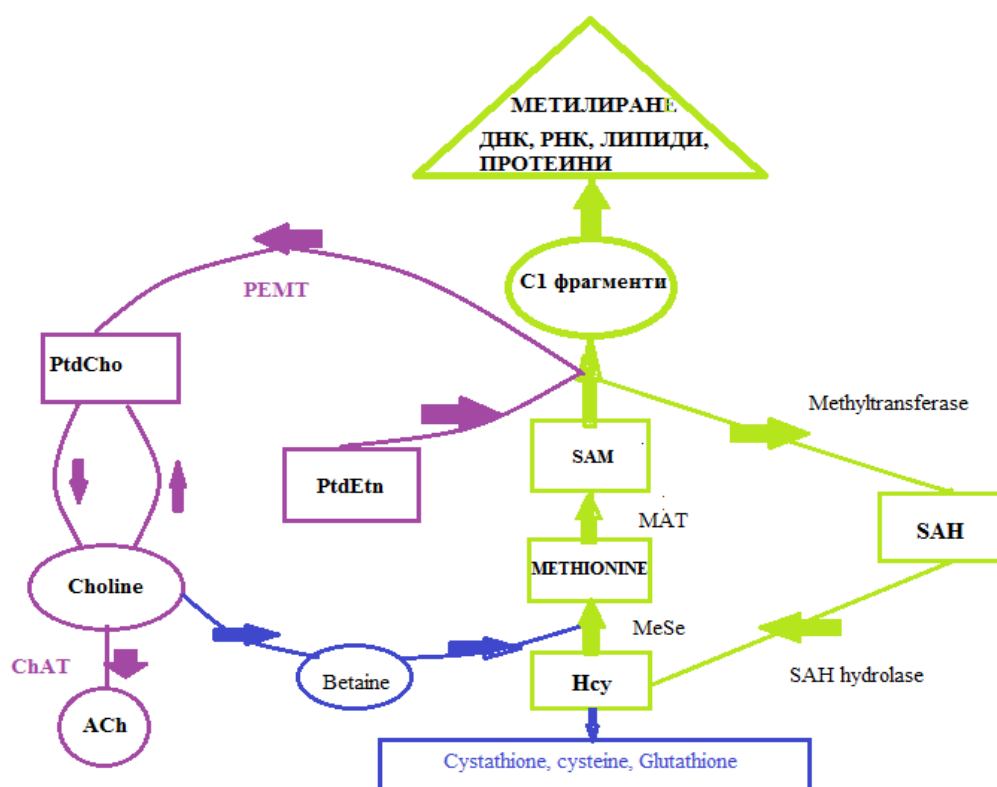 МЕТИЛИРАНЕ
ДНК, РНК, ЛИПИДИ,
ПРОТЕИНИ
С1 фрагменти
PEMT
PtdCho
Methyltransferase
PtdEtn
SAM
MAT
SAH
Choline
METHIONINE
MeSe
ChAT
Betaine
Hcy
SAH hydrolase
ACh
Cystathione, cysteine, Glutathione